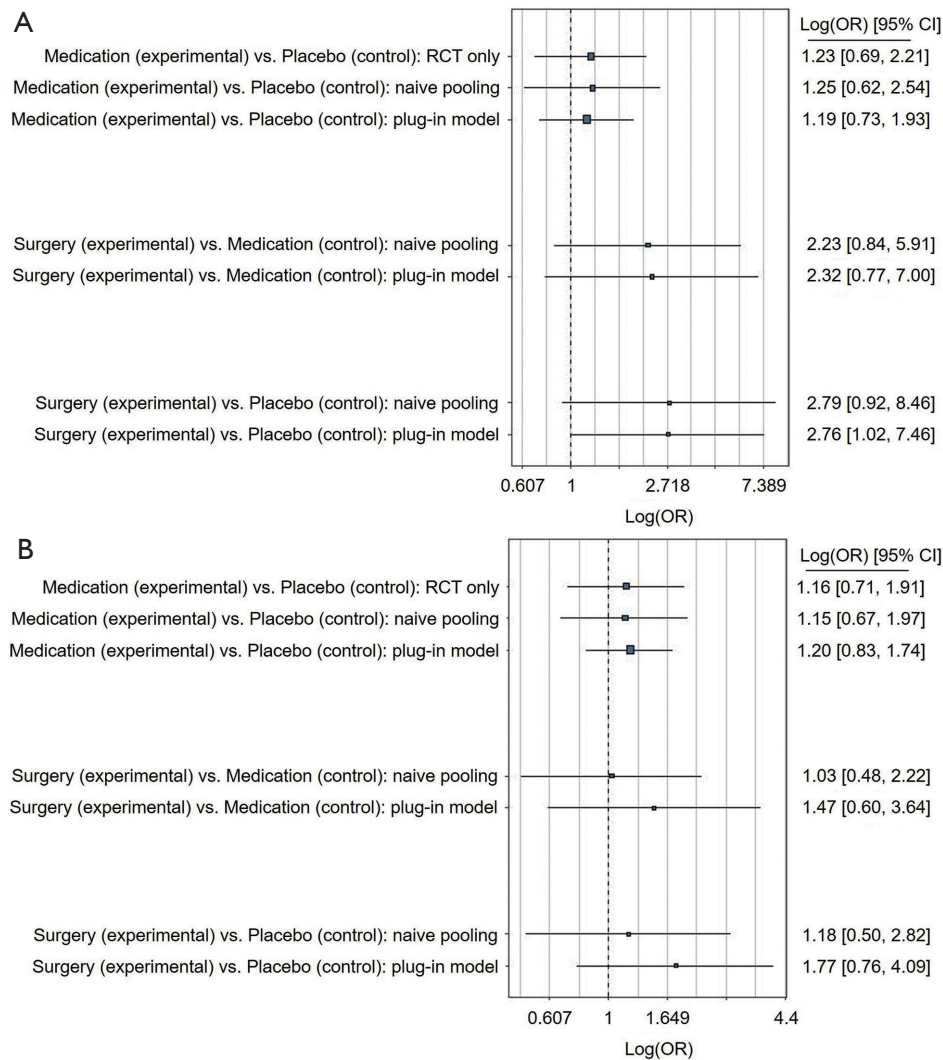 A
Log(OR) [95% CI]
Medication (experimental) vs. Placebo (control): RCT only 1.23 [0.69, 2.21]
Medication (experimental) vs. Placebo (control): naive pooling 1.25 [0.62, 2.54]
Medication (experimental) vs. Placebo (control): plug-in model 1.19 [0.73, 1.93]
Surgery (experimental) vs. Medication (control): naive pooling 2.23 [0.84, 5.91]
Surgery (experimental) vs. Medication (control): plug-in model 2.32 [0.77, 7.00]
Surgery (experimental) vs. Placebo (control): naive pooling 2.79 [0.92, 8.46]
Surgery (experimental) vs. Placebo (control): plug-in model 2.76 [1.02, 7.46]
0.607 1 2.718 7.389
Log(OR)
B
Log(OR) [95% CI]
Medication (experimental) vs. Placebo (control): RCT only 1.16 [0.71, 1.91]
Medication (experimental) vs. Placebo (control): naive pooling 1.15 [0.67, 1.97]
Medication (experimental) vs. Placebo (control): plug-in model 1.20 [0.83, 1.74]
Surgery (experimental) vs. Medication (control): naive pooling 1.03 [0.48, 2.22]
Surgery (experimental) vs. Medication (control): plug-in model 1.47 [0.60, 3.64]
Surgery (experimental) vs. Placebo (control): naive pooling 1.18 [0.50, 2.82]
Surgery (experimental) vs. Placebo (control): plug-in model 1.77 [0.76, 4.09]
0.607 1 1.649 4.4
Log(OR)